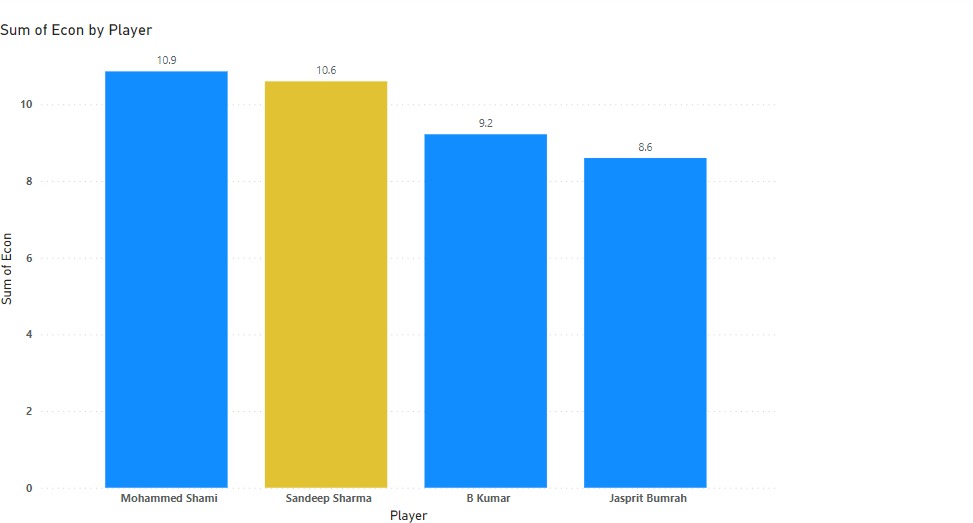 Sum of Econ by Player
Sum of Econ
10
8
6
4
2
0
10.9
10.6
9.2
8.6
Mohammed Shami
Sandeep Sharma
B Kumar
Jasprit Bumrah
Player